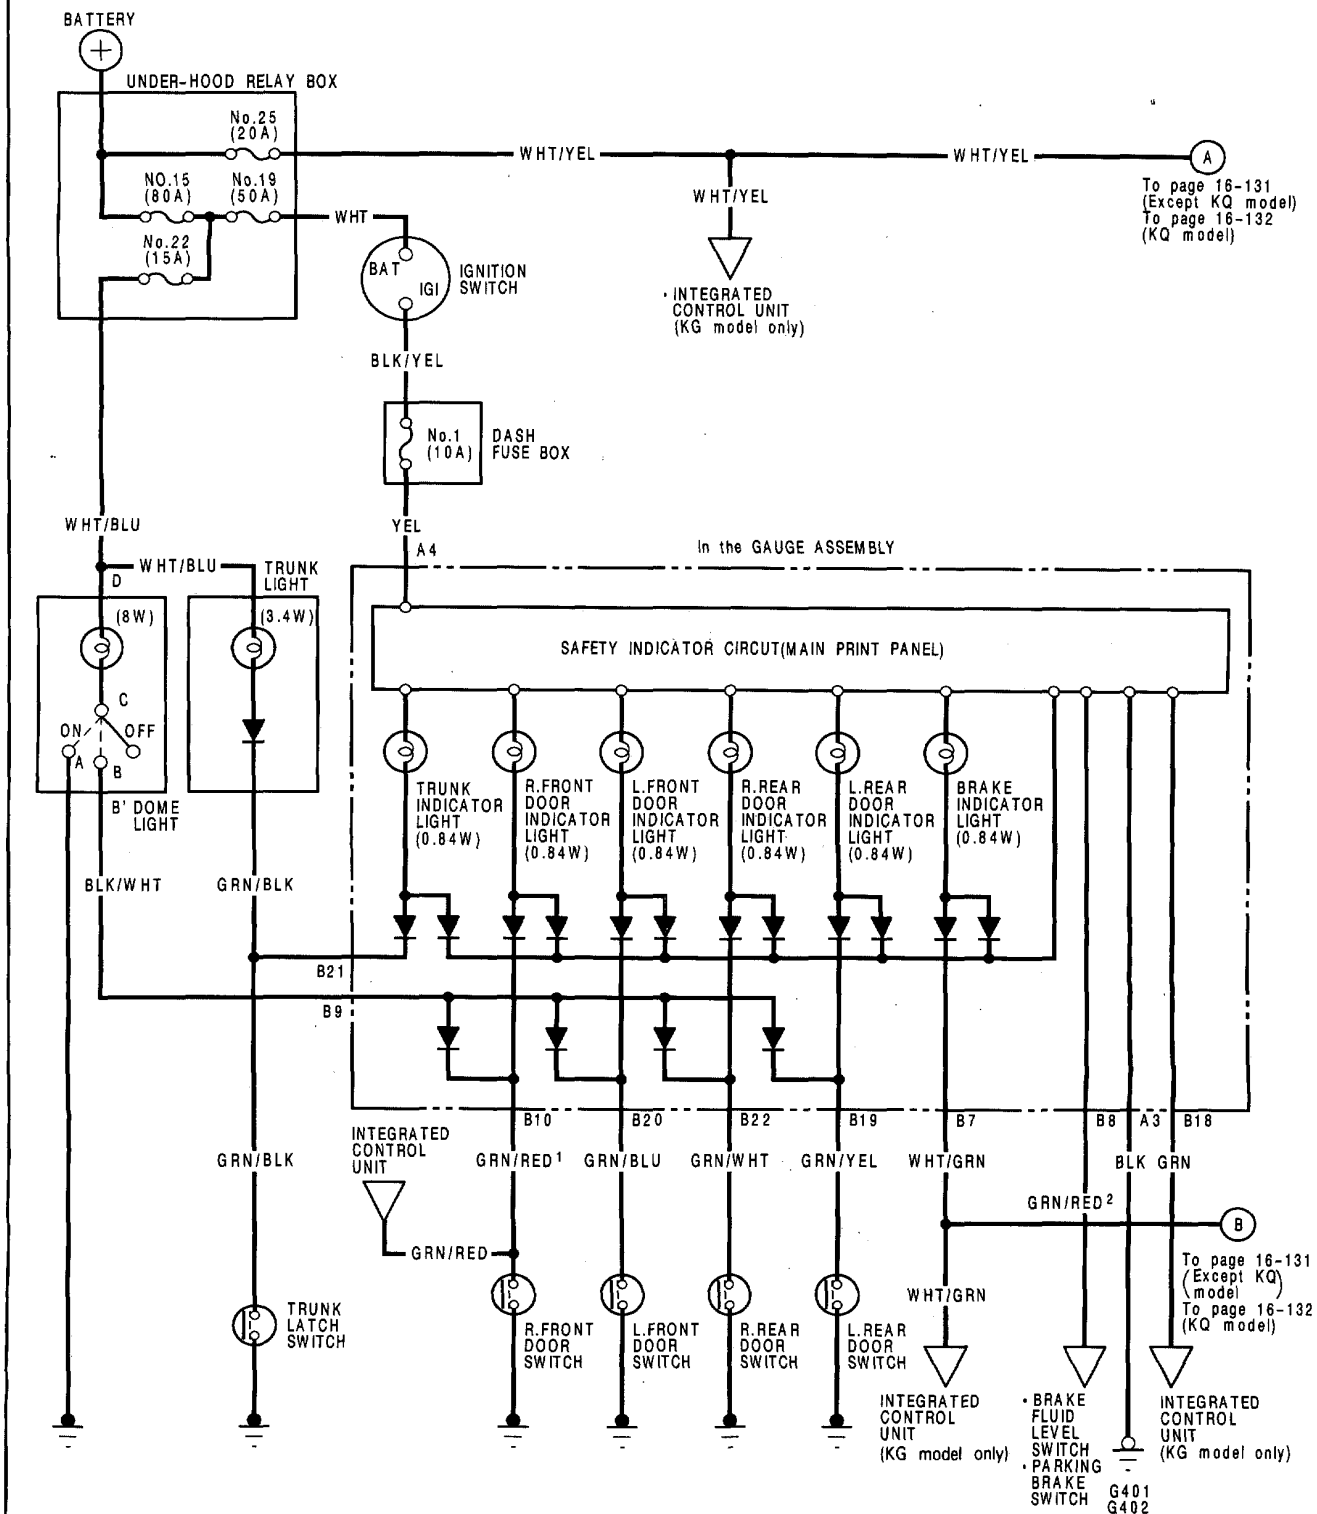 BATTERY
UNDER-HOOD RELAY BOX
No.25
(20A)
WHT/YEL
WHT/YEL
A
To page 16-131
(Except KQ model)
To page 16-132
(KQ model)
NO.15
(80A)
No.19
(50A)
WHT
WHT/YEL
No.22
(15A)
BAT
IGI
IGNITION
SWITCH
• INTEGRATED
CONTROL UNIT
(KG model only)
BLK/YEL
No.1
(10A)
DASH
FUSE BOX
WHT/BLU
YEL
A4
In the GAUGE ASSEMBLY
WHT/BLU
D
TRUNK
LIGHT
(8W)
(3.4W)
SAFETY INDICATOR CIRCUT(MAIN PRINT PANEL)
C
ON
OFF
A
B
B' DOME
LIGHT
TRUNK
INDICATOR
LIGHT
(0.84W)
R.FRONT
DOOR
INDICATOR
LIGHT
(0.84W)
L.FRONT
DOOR
INDICATOR
LIGHT
(0.84W)
R.REAR
DOOR
INDICATOR
LIGHT
(0.84W)
L.REAR
DOOR
INDICATOR
LIGHT
(0.84W)
BRAKE
INDICATOR
LIGHT
(0.84W)
BLK/WHT
GRN/BLK
B21
B9
B10
B20
B22
B19
B7
B8
A3
B18
INTEGRATED
CONTROL
UNIT
GRN/BLK
GRN/RED1
GRN/BLU
GRN/WHT
GRN/YEL
WHT/GRN
BLK
GRN
GRN/RED2
B
GRN/RED
To page 16-131
(Except KQ
model)
To page 16-132
(KQ model)
WHT/GRN
TRUNK
LATCH
SWITCH
R.FRONT
DOOR
SWITCH
L.FRONT
DOOR
SWITCH
R.REAR
DOOR
SWITCH
L.REAR
DOOR
SWITCH
INTEGRATED
CONTROL
UNIT
(KG model only)
• BRAKE
FLUID
LEVEL
SWITCH
• PARKING
BRAKE
SWITCH
G401
G402
INTEGRATED
CONTROL
UNIT
(KG model only)